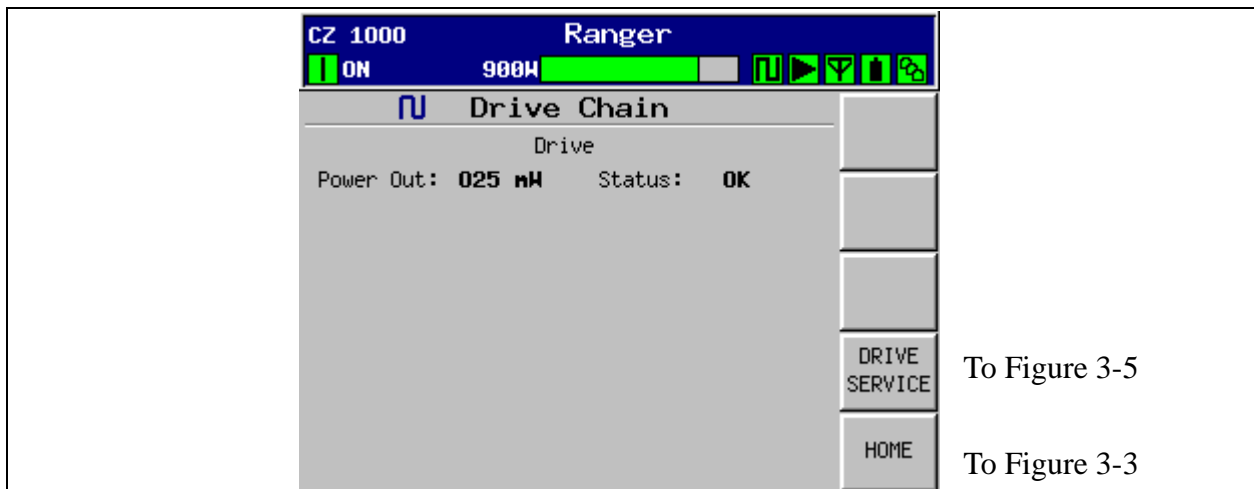 CZ 1000 Ranger
ON 900W
Drive Chain
Drive
Power Out: 025 mW Status: OK
DRIVE
SERVICE
To Figure 3-5
HOME
To Figure 3-3